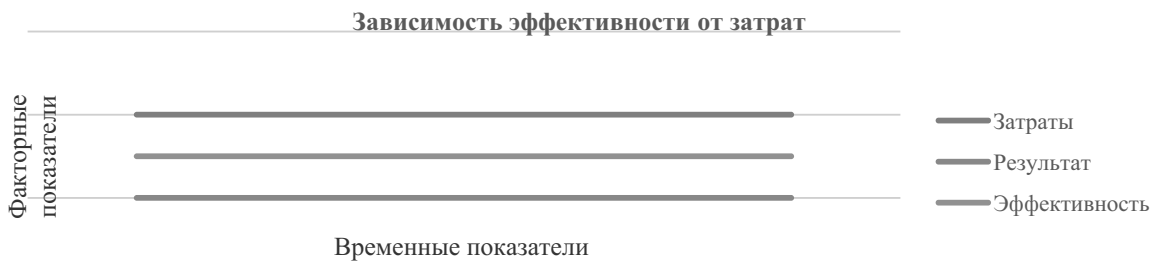 Зависимость эффективности от затрат
Факторные
показатели
Затраты
Результат
Эффективность
Временные показатели